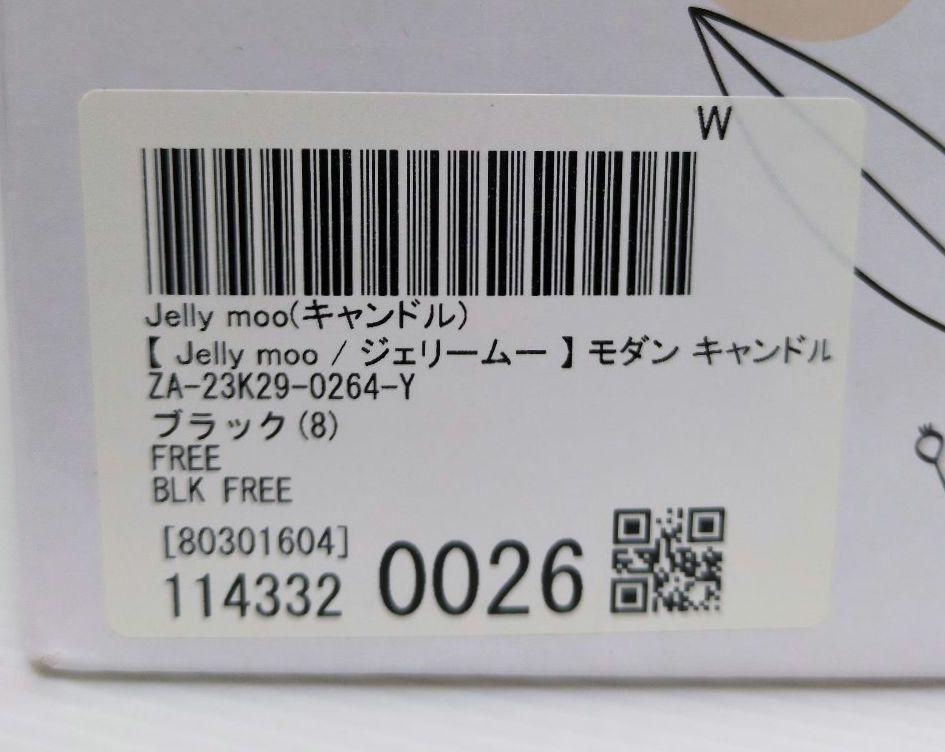 W
Jelly moo(キャンドル)
【 Jelly moo / ジェリームー 】モダン キャンドル
ZA-23K29-0264-Y
ブラック(8)
FREE
BLK FREE
[80301604]
114332 0026